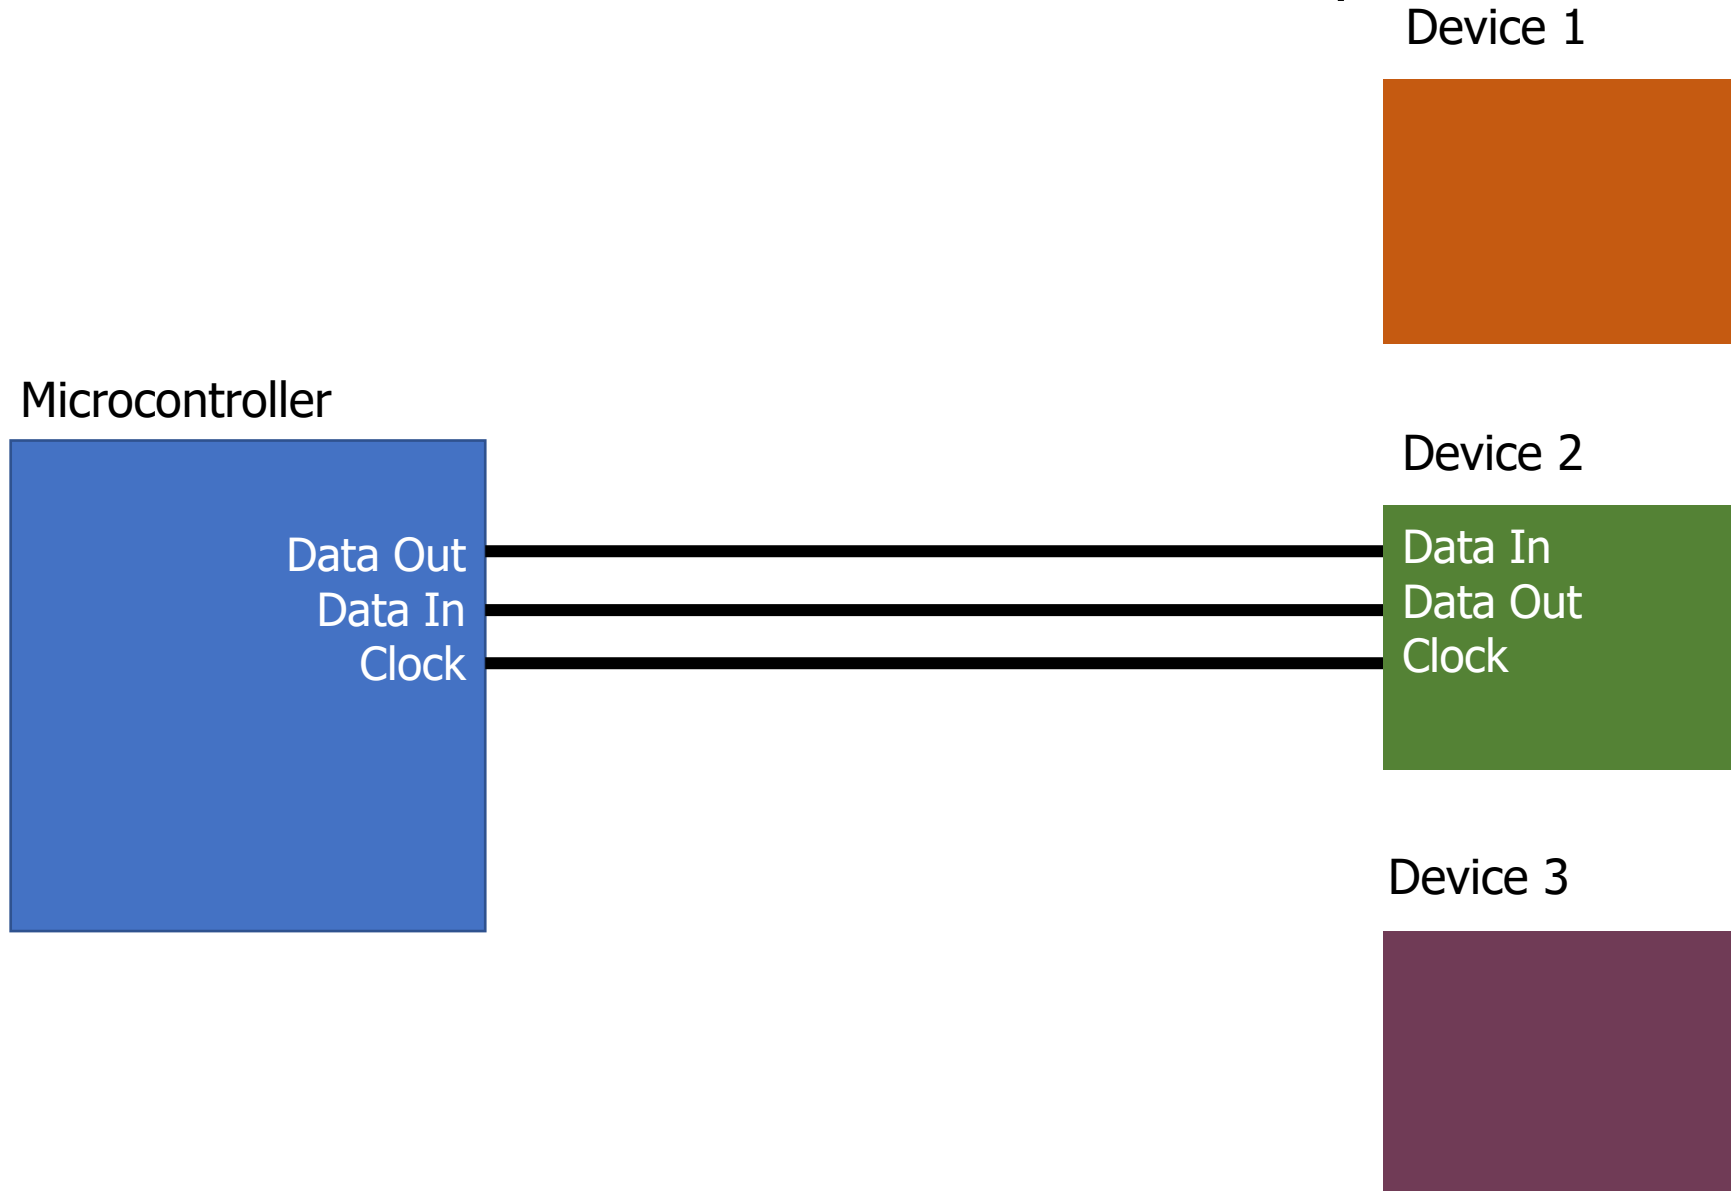 Device 1
Microcontroller
Device 2
Data Out
Data In
Clock
Data In
Data Out
Clock
Device 3